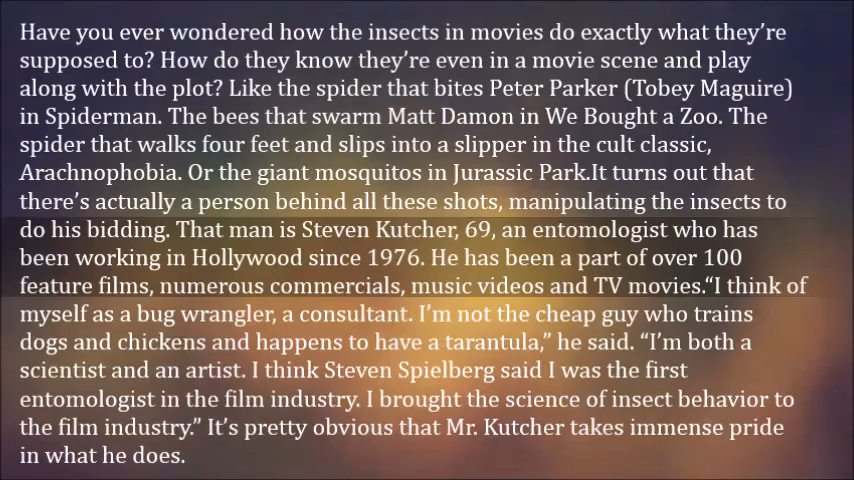 Have you ever wondered how the insects in movies do exactly what they’re
supposed to? How do they know they’re even in a movie scene and play
along with the plot? Like the spider that bites Peter Parker (Tobey Maguire)
in Spiderman. The bees that swarm Matt Damon in We Bought a Zoo. The
spider that walks four feet and slips into a slipper in the cult classic,
Arachnophobia. Or the giant mosquitos in Jurassic Park.It turns out that
there’s actually a person behind all these shots, manipulating the insects to
do his bidding. That man is Steven Kutcher, 69, an entomologist who has
been working in Hollywood since 1976. He has been a part of over 100
feature films, numerous commercials, music videos and TV movies.“I think of
myself as a bug wrangler, a consultant. I’m not the cheap guy who trains
dogs and chickens and happens to have a tarantula,” he said. “I’m both a
scientist and an artist. I think Steven Spielberg said I was the first
entomologist in the film industry. I brought the science of insect behavior to
the film industry.” It’s pretty obvious that Mr. Kutcher takes immense pride
in what he does.